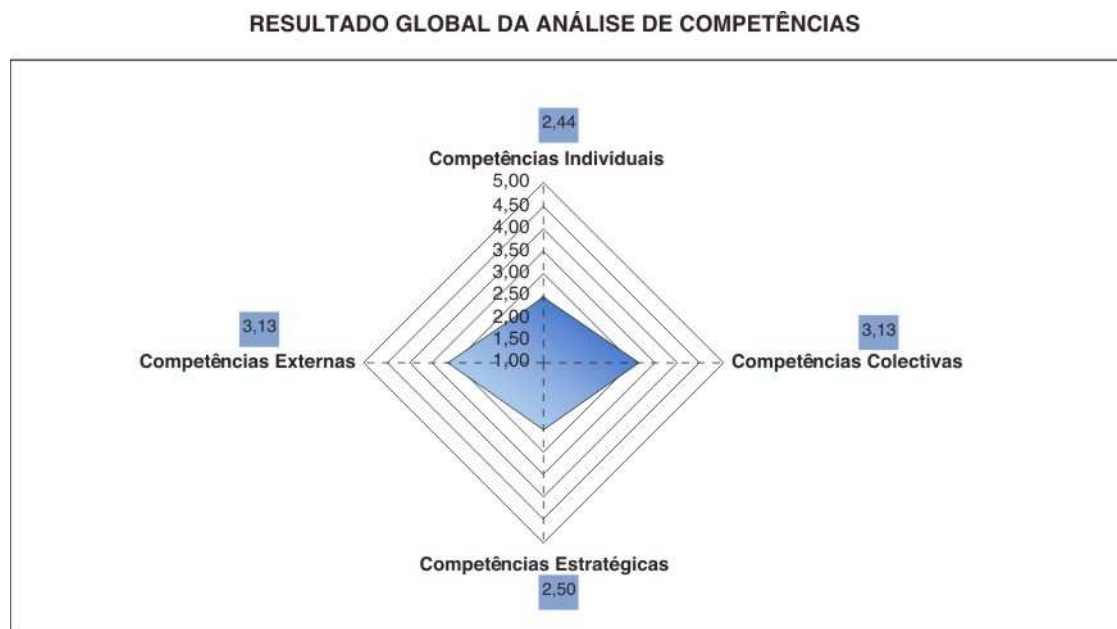 RESULTADO GLOBAL DA ANÁLISE DE COMPETÊNCIAS
2,44
Competências Individuais
5,00
4,50
4,00
3,50
3,00
2,50
2,00
1,50
1,00
3,13
Competências Externas
3,13
Competências Colectivas
Competências Estratégicas
2,50